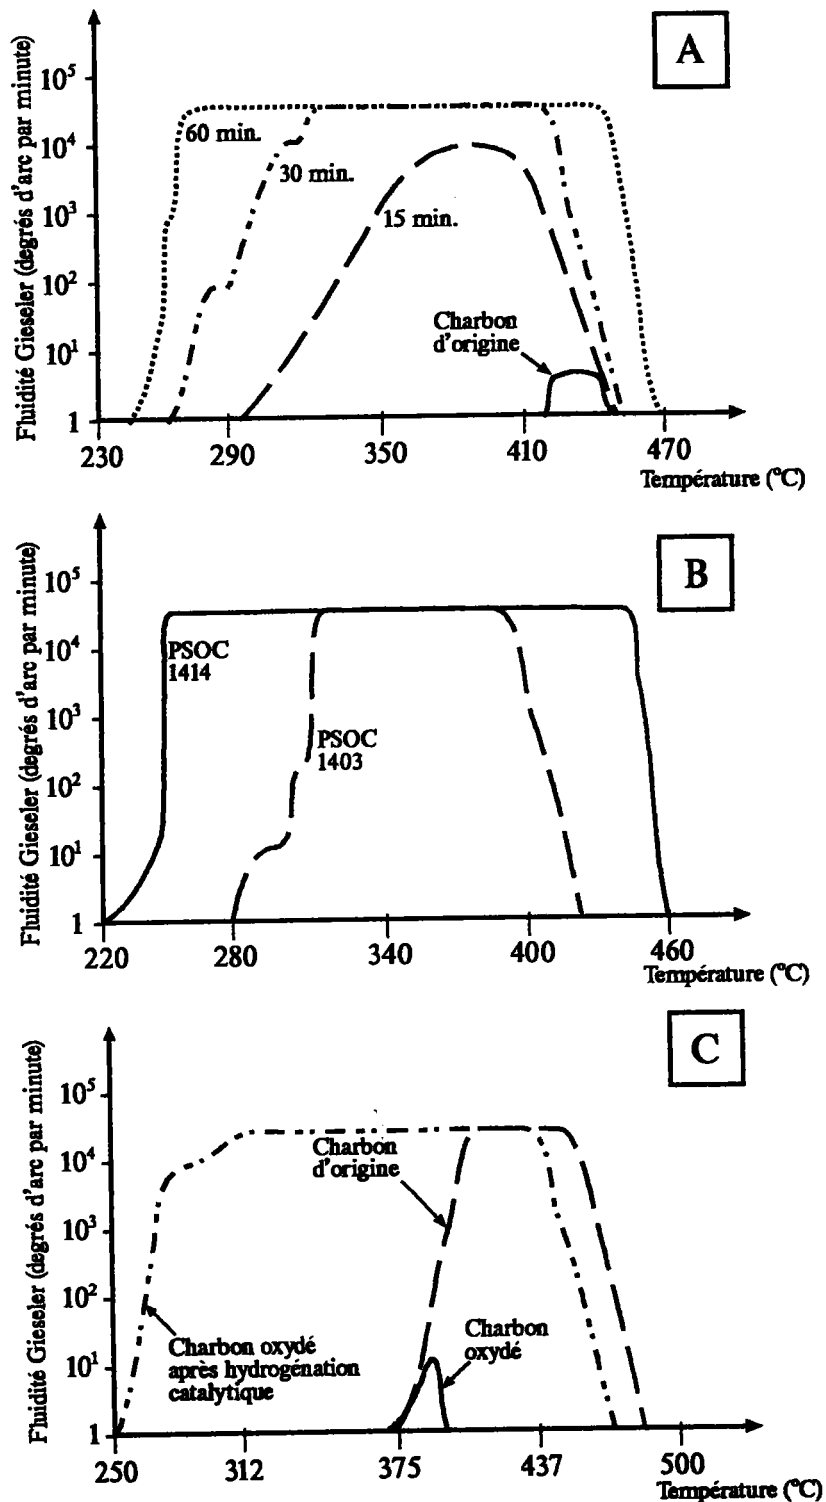 A
Fluidité Gieseler (degrés d'arc par minute)
10⁵
10⁴
10³
10²
10¹
1
60 min.
30 min.
15 min.
Charbon
d'origine
230
290
350
410
470
Température (°C)
B
Fluidité Gieseler (degrés d'arc par minute)
10⁵
10⁴
10³
10²
10¹
1
PSOC
1414
PSOC
1403
220
280
340
400
460
Température (°C)
C
Fluidité Gieseler (degrés d'arc par minute)
10⁵
10⁴
10³
10²
10¹
1
Charbon
d'origine
Charbon oxydé
après hydrogénation
catalytique
Charbon
oxydé
250
312
375
437
500
Température (°C)